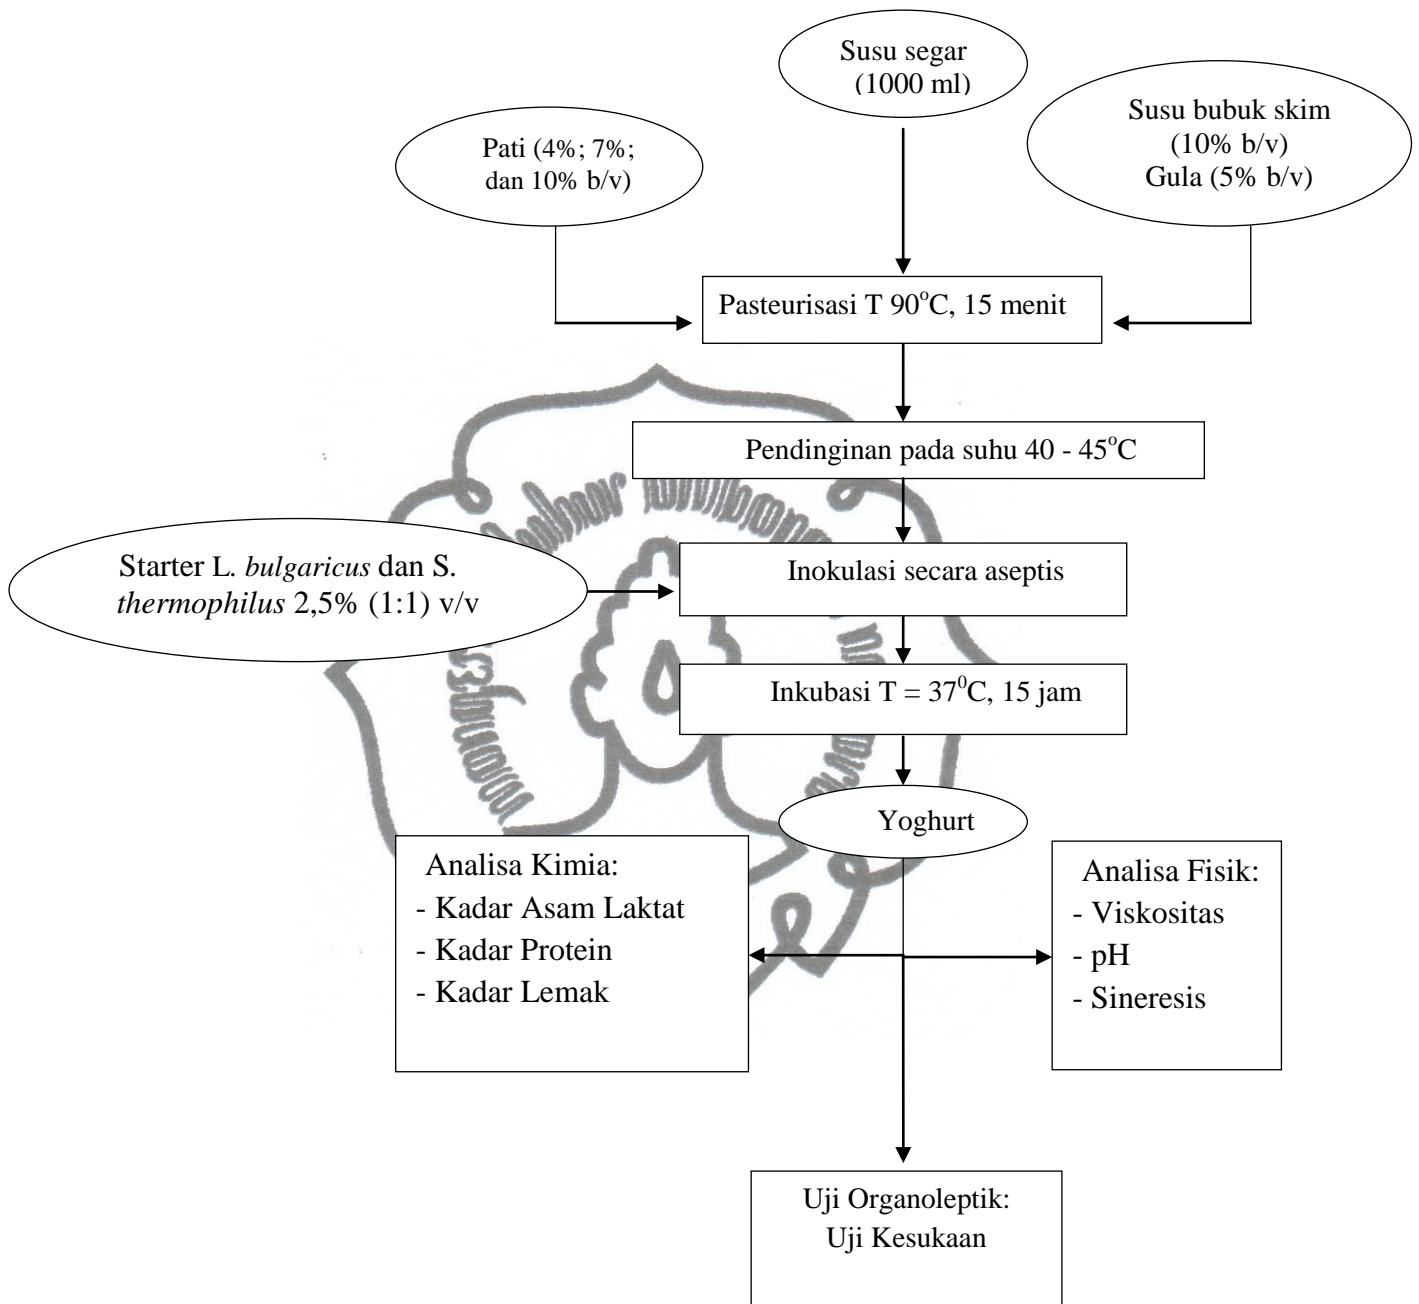 Susu segar
(1000 ml)
Susu bubuk skim
(10% b/v)
Gula (5% b/v)
Pati (4%; 7%;
dan 10% b/v)
Pasteurisasi T 90°C, 15 menit
Pendinginan pada suhu 40 - 45°C
Starter L. bulgaricus dan S.
thermophilus 2,5% (1:1) v/v
Inokulasi secara aseptis
Inkubasi T = 37⁰C, 15 jam
Yoghurt
Analisa Kimia:
- Kadar Asam Laktat
- Kadar Protein
- Kadar Lemak
Analisa Fisik:
- Viskositas
- pH
- Sineresis
Uji Organoleptik:
Uji Kesukaan